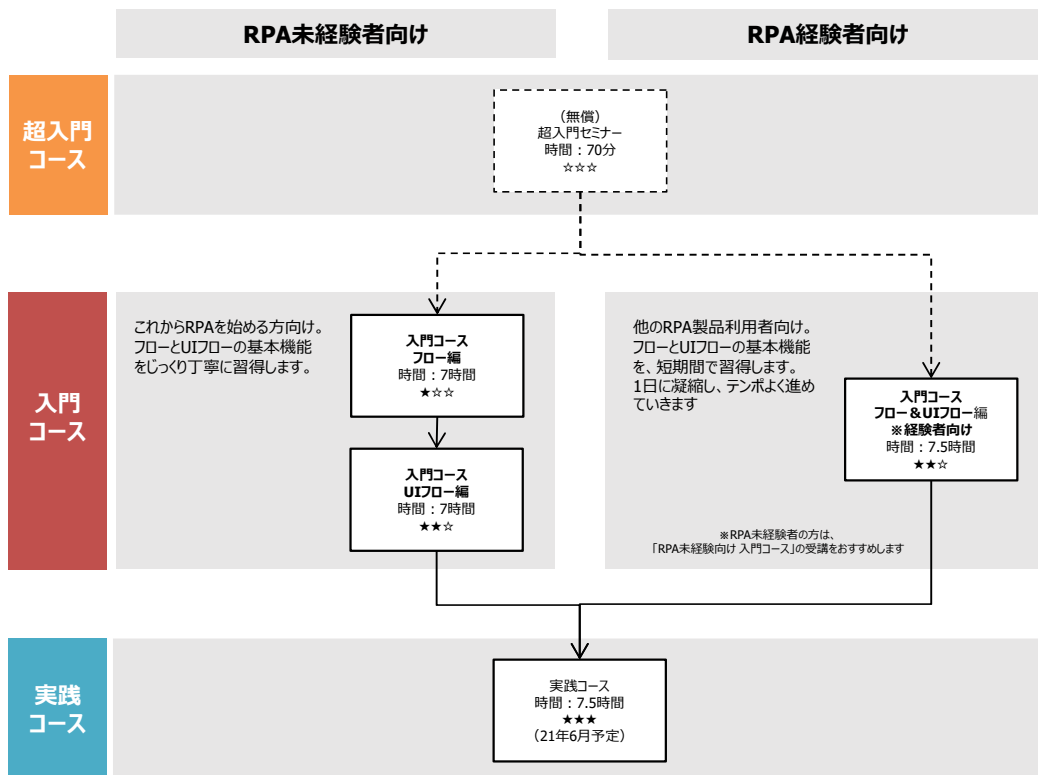 RPA未経験者向け
RPA経験者向け
超入門
コース
(無償)
超入門セミナー
時間：70分
☆☆☆
入門
コース
これからRPAを始める方向け。
フローとUIフローの基本機能
をじっくり丁寧に習得します。
入門コース
フロー編
時間：7時間
★☆☆
入門コース
UIフロー編
時間：7時間
★★☆
他のRPA製品利用者向け。
フローとUIフローの基本機能
を、短期間で習得します。
1日に凝縮し、テンポよく進め
ていきます
入門コース
フロー＆UIフロー編
※経験者向け
時間：7.5時間
★★☆
※RPA未経験者の方は、
「RPA未経験向け 入門コース」の受講をおすすめします
実践
コース
実践コース
時間：7.5時間
★★★
(21年6月予定)